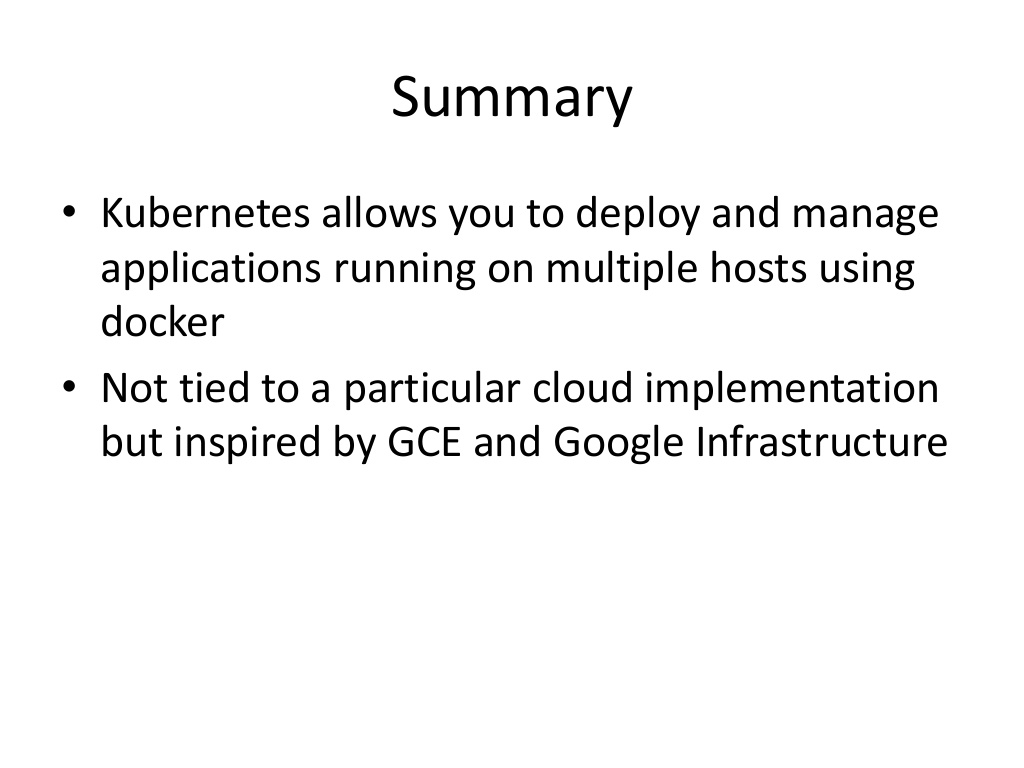 Summary
• Kubernetes allows you to deploy and manage
applications running on multiple hosts using
docker
• Not tied to a particular cloud implementation
but inspired by GCE and Google Infrastructure